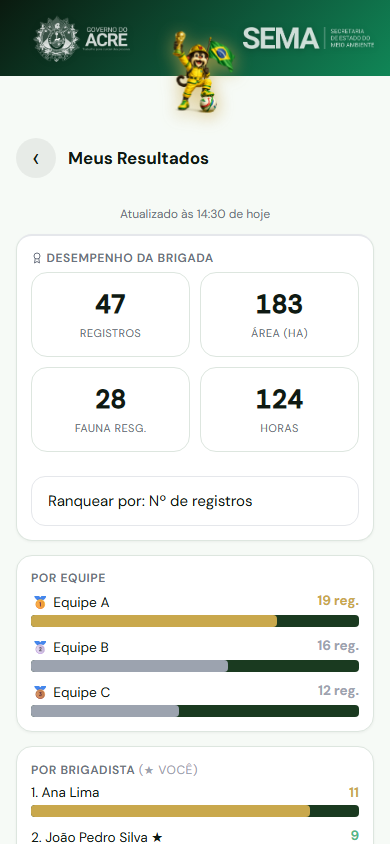 GOVERNO DO
ACRE
SEMA
SECRETARIA
DE ESTADO DO
MEIO AMBIENTE
Meus Resultados
Atualizado às 14:30 de hoje
DESEMPENHO DA BRIGADA
47
REGISTROS
183
ÁREA (HA)
28
FAUNA RESG.
124
HORAS
Ranquear por: Nº de registros
POR EQUIPE
Equipe A 19 reg.
Equipe B 16 reg.
Equipe C 12 reg.
POR BRIGADISTA (★ VOCÊ)
1. Ana Lima 11
2. João Pedro Silva ★ 9